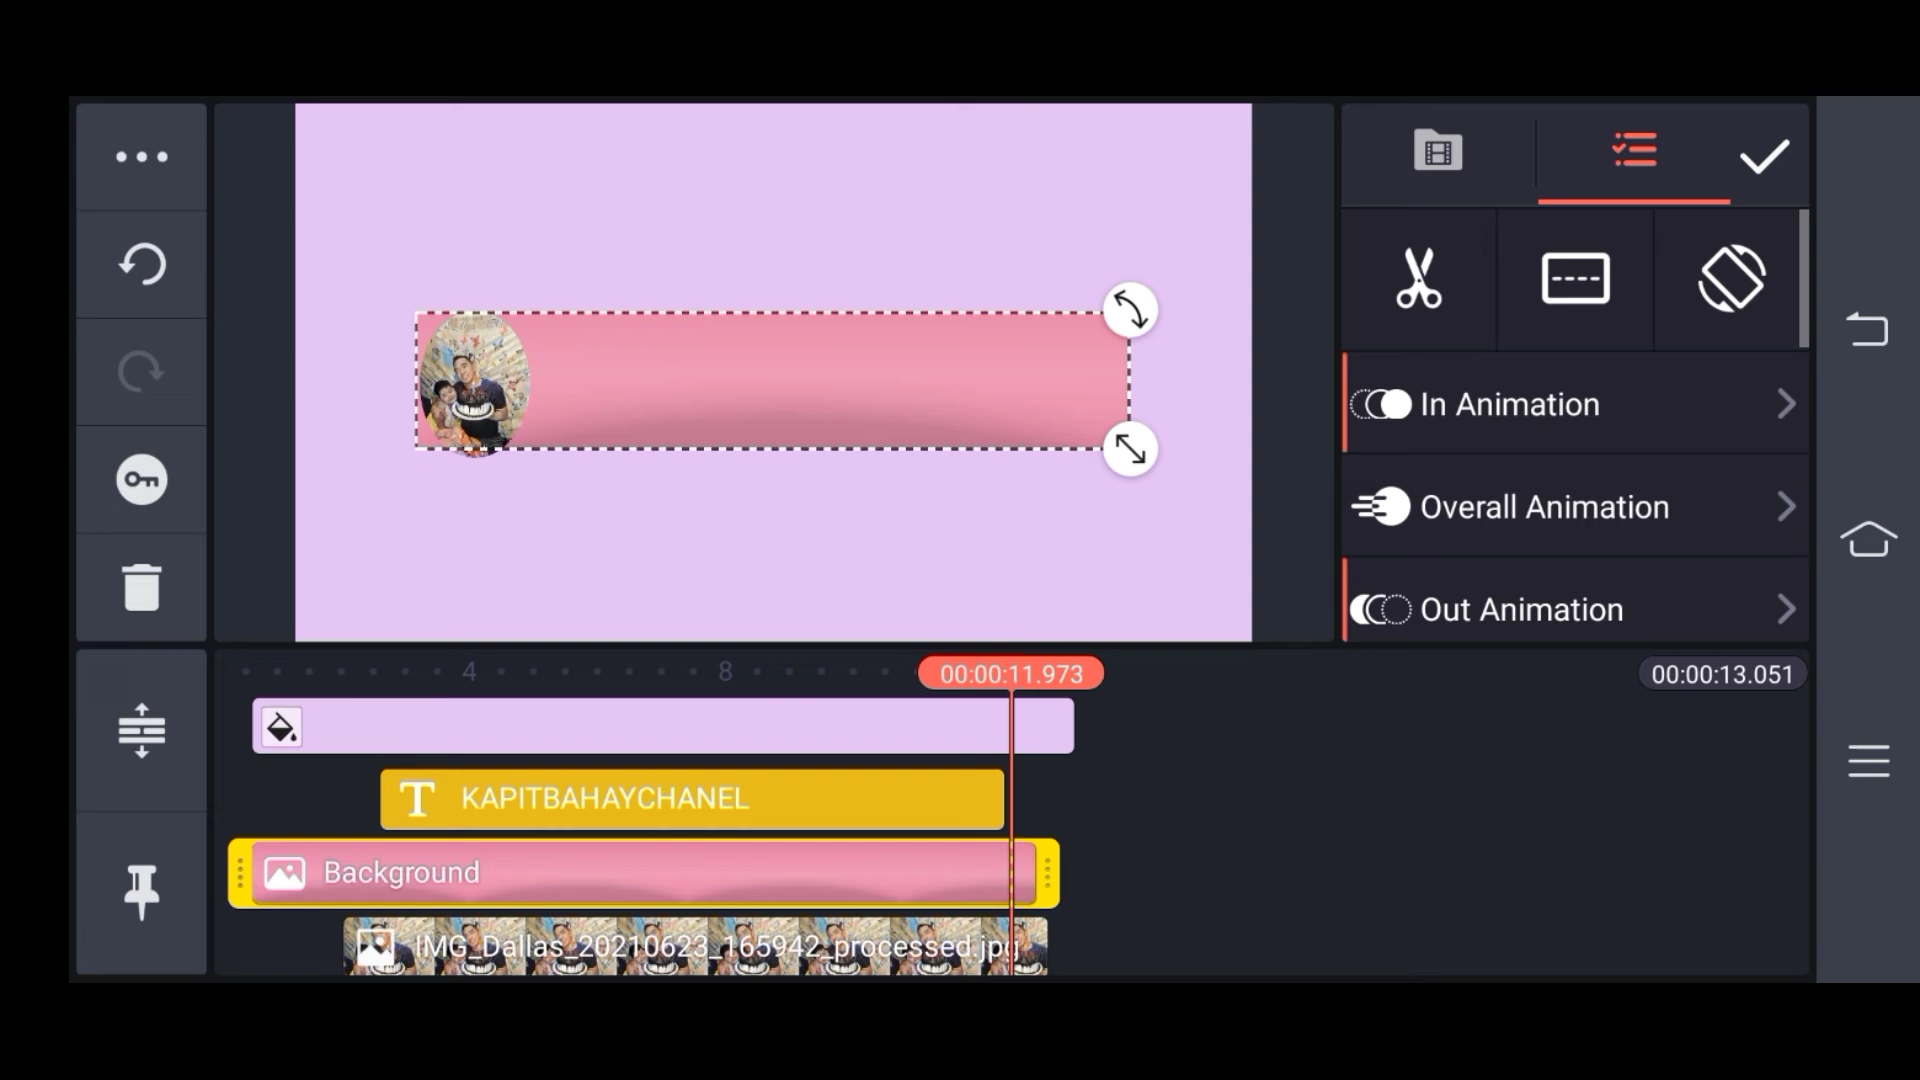 In Animation
Overall Animation
Out Animation
4
8
00:00:11.973
00:00:13.051
T KAPITBAHAYCHANEL
Background
IMG_Dallas_20210623_165942_processed.jpg